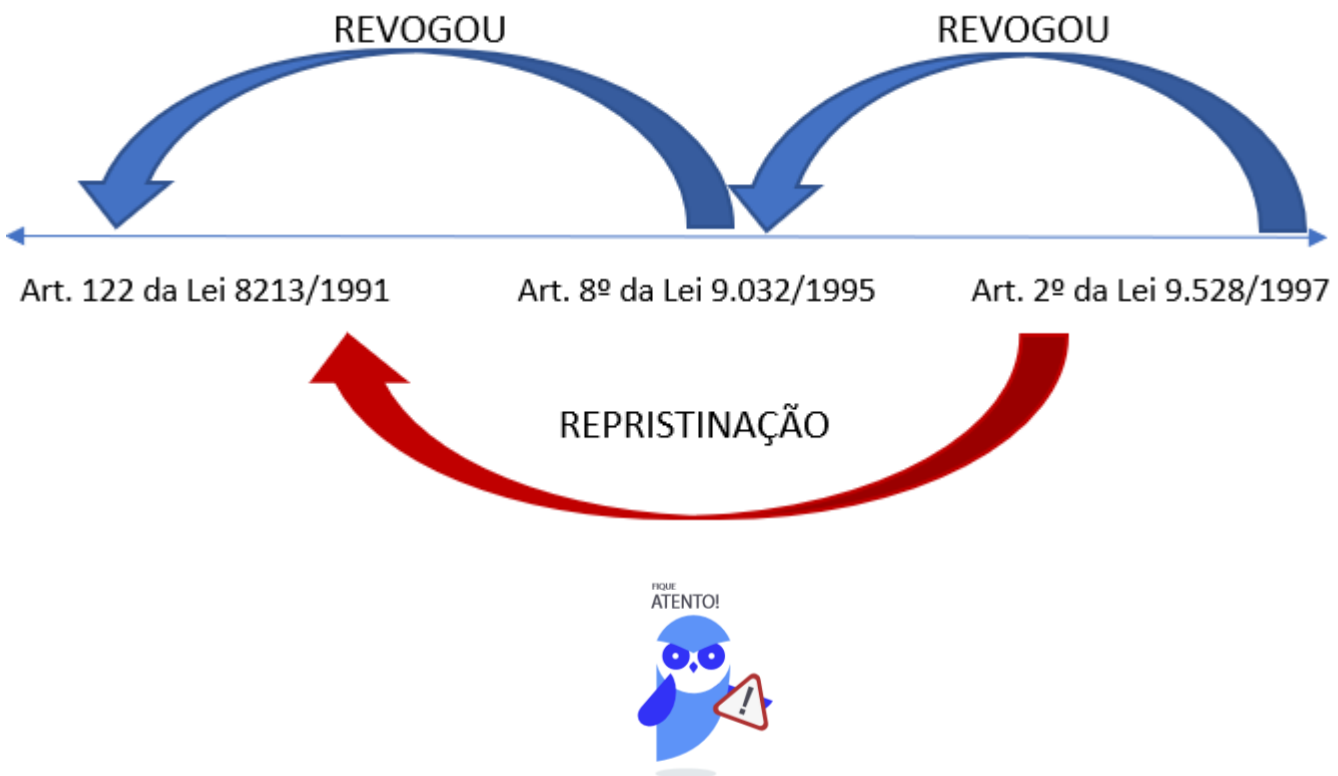 REVOGOU
REVOGOU
Art. 122 da Lei 8213/1991
Art. 8º da Lei 9.032/1995
Art. 2º da Lei 9.528/1997
REPRISTINAÇÃO
FIQUE
ATENTO!
!